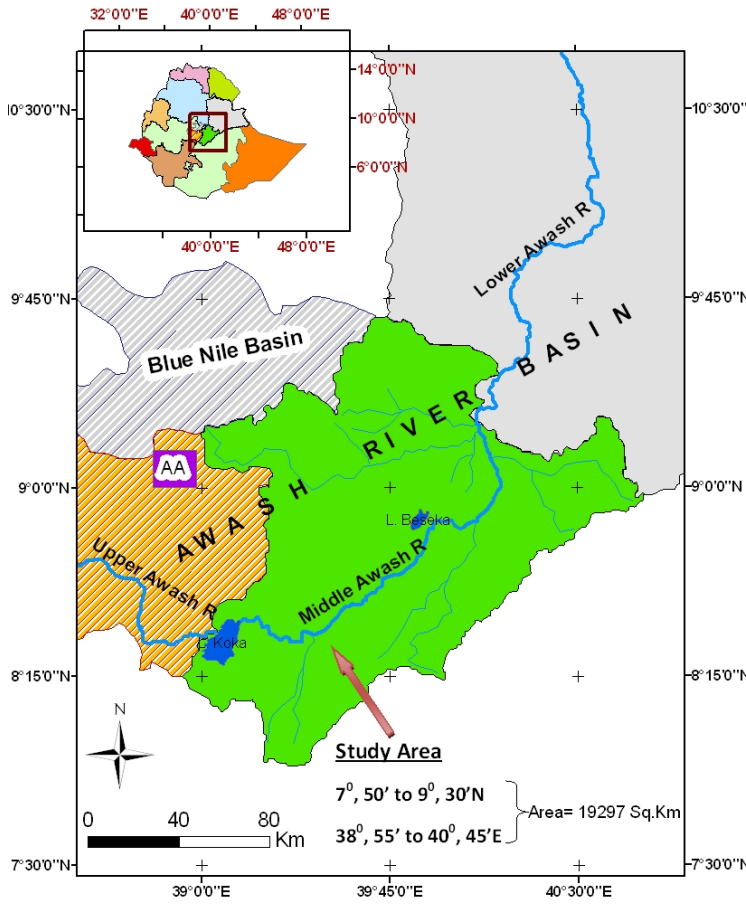 32°0'0"E 40°0'0"E 48°0'0"E
14°0'0"N
10°0'0"N
6°0'0"N
40°0'0"E 48°0'0"E
10°30'0"N 10°30'0"N
Lower Awash R
9°45'0"N 9°45'0"N
Blue Nile Basin
AWASH RIVER BASIN
AA
9°0'0"N 9°0'0"N
L. Beseka
Upper Awash R
Middle Awash R
L. Koka
8°15'0"N 8°15'0"N
N
Study Area
7⁰, 50' to 9⁰, 30'N
Area= 19297 Sq.Km
38⁰, 55' to 40⁰, 45'E
0 40 80
Km
7°30'0"N 7°30'0"N
39°0'0"E 39°45'0"E 40°30'0"E